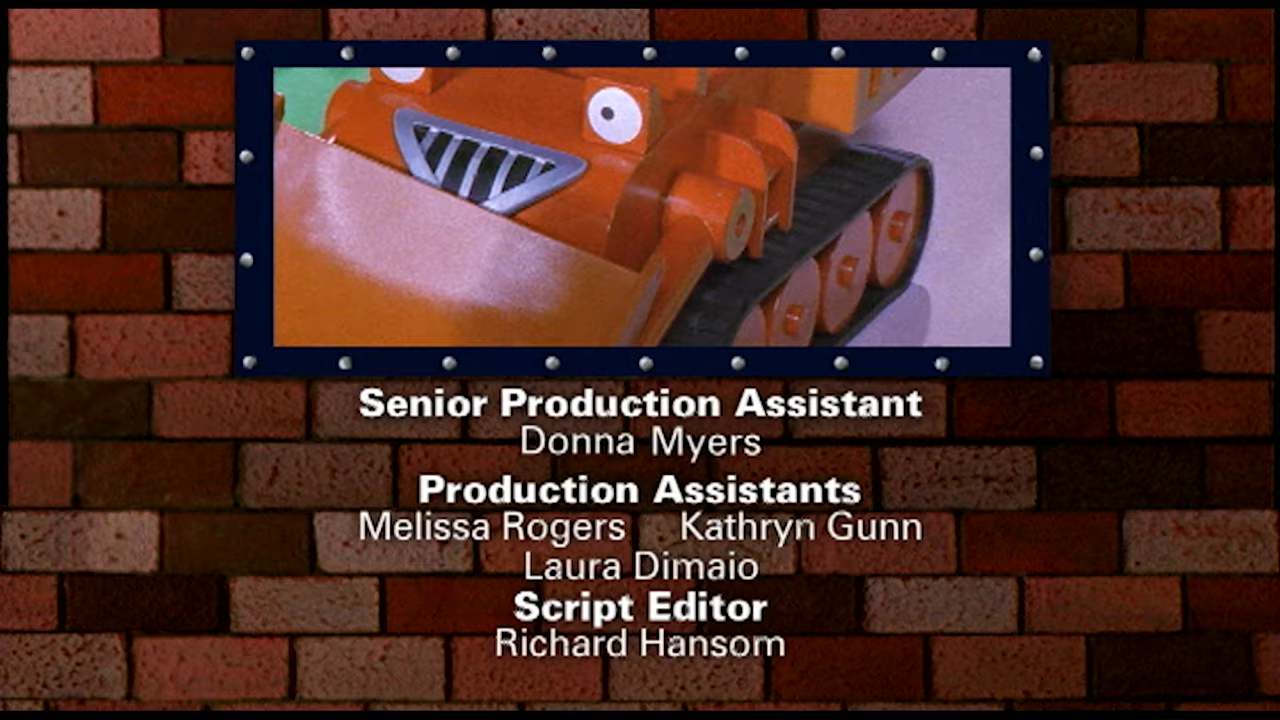 Senior Production Assistant
Donna Myers
Production Assistants
Melissa Rogers Kathryn Gunn
Laura Dimaio
Script Editor
Richard Hansom